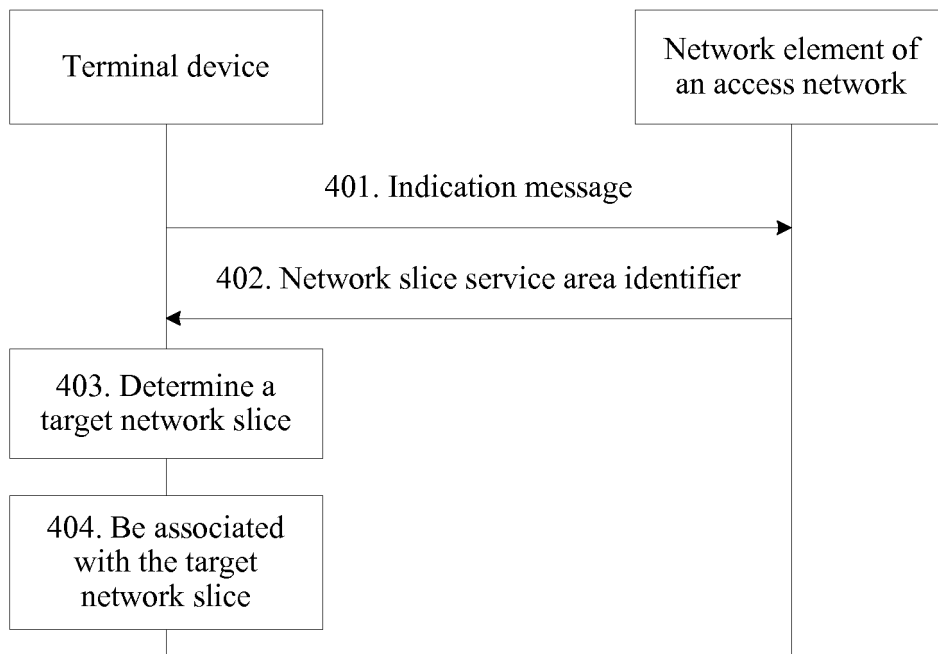 Terminal device
Network element of
an access network
401. Indication message
402. Network slice service area identifier
403. Determine a
target network slice
404. Be associated
with the target
network slice